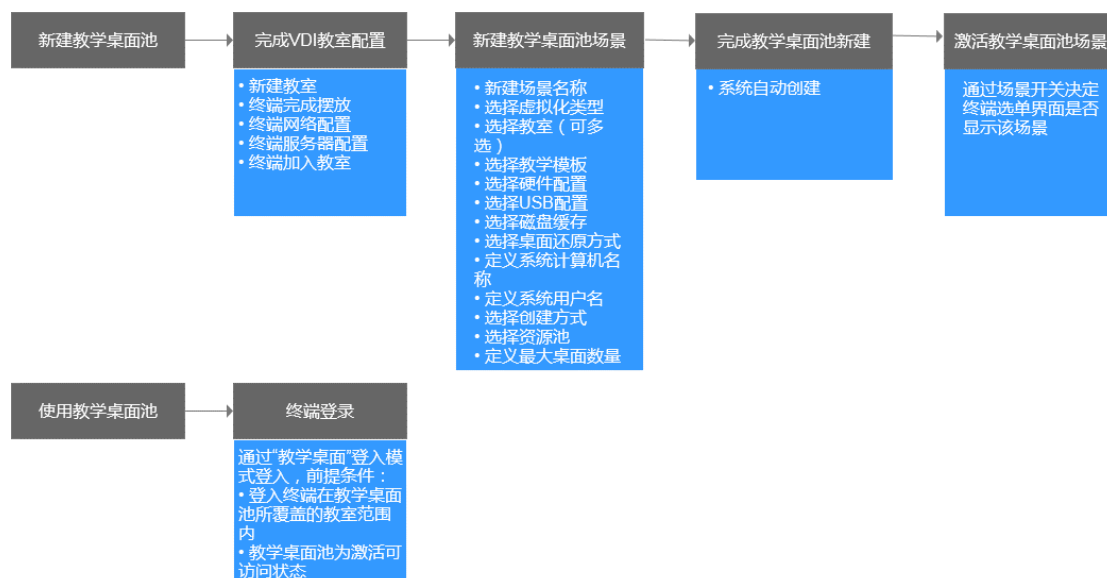 新建教学桌面池
完成VDI教室配置
• 新建教室
• 终端完成摆放
• 终端网络配置
• 终端服务器配置
• 终端加入教室
新建教学桌面池场景
• 新建场景名称
• 选择虚拟化类型
• 选择教室（可多
选）
• 选择教学模板
• 选择硬件配置
• 选择USB配置
• 选择磁盘缓存
• 选择桌面还原方式
• 定义系统计算机名
称
• 定义系统用户名
• 选择创建方式
• 选择资源池
• 定义最大桌面数量
完成教学桌面池新建
• 系统自动创建
激活教学桌面池场景
通过场景开关决定
终端选单界面是否
显示该场景
使用教学桌面池
终端登录
通过“教学桌面”登入模
式登入，前提条件：
• 登入终端在教学桌面
池所覆盖的教室范围
内
• 教学桌面池为激活可
访问状态